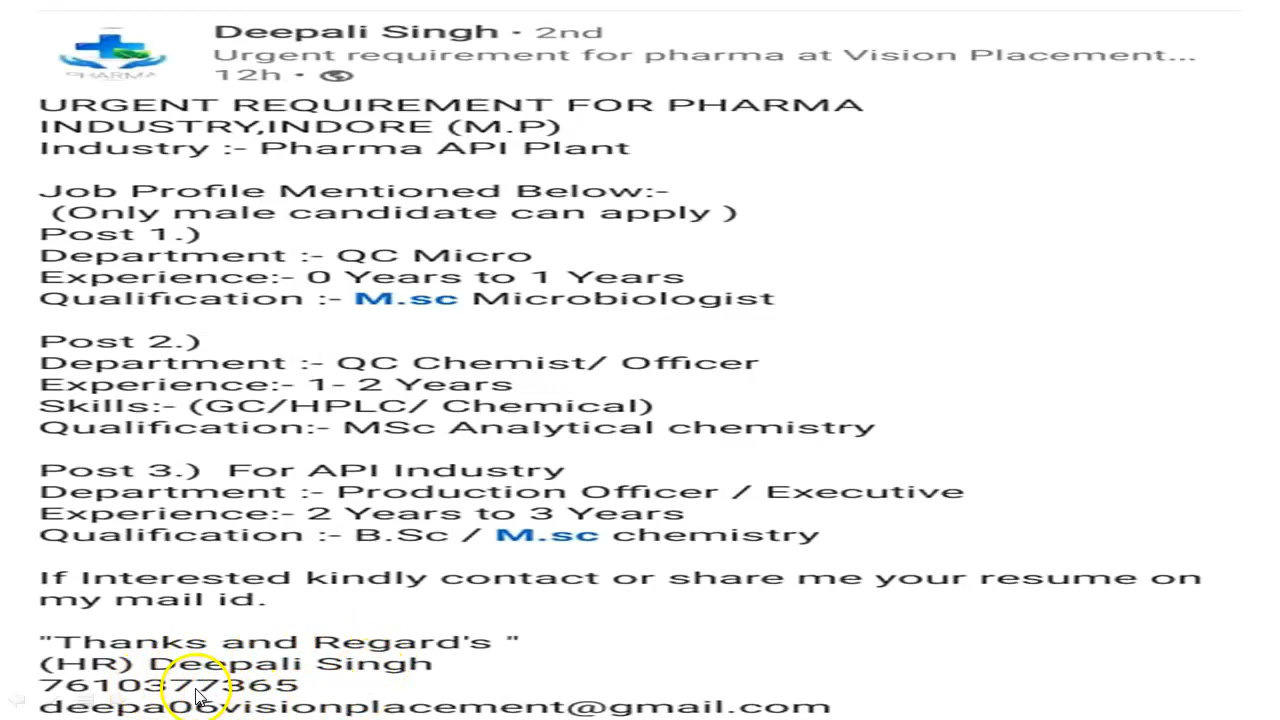 Deepali Singh • 2nd
Urgent requirement for pharma at Vision Placement...
12h •
PHARMA
URGENT REQUIREMENT FOR PHARMA
INDUSTRY,INDORE (M.P)
Industry :- Pharma API Plant
Job Profile Mentioned Below:-
(Only male candidate can apply )
Post 1.)
Department :- QC Micro
Experience:- 0 Years to 1 Years
Qualification :- M.sc Microbiologist
Post 2.)
Department :- QC Chemist/ Officer
Experience:- 1- 2 Years
Skills:- (GC/HPLC/ Chemical)
Qualification:- MSc Analytical chemistry
Post 3.)  For API Industry
Department :- Production Officer / Executive
Experience:- 2 Years to 3 Years
Qualification :- B.Sc / M.sc chemistry
If Interested kindly contact or share me your resume on
my mail id.
"Thanks and Regard's "
(HR) Deepali Singh
7610377365
deepa06visionplacement@gmail.com